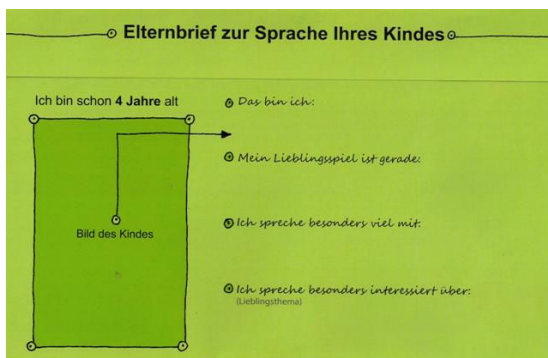 Elternbrief zur Sprache Ihres Kindes
Ich bin schon 4 Jahre alt
Bild des Kindes
Das bin ich:
Mein Lieblingsspiel ist gerade:
Ich spreche besonders viel mit:
Ich spreche besonders interessiert über:
(Lieblingsthema)